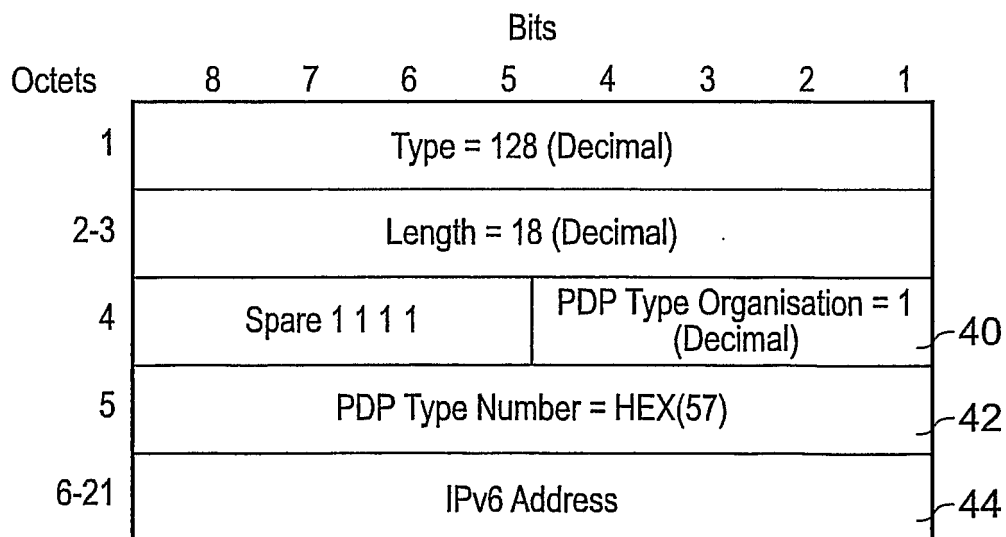 Bits
Octets 8 7 6 5 4 3 2 1
1 Type = 128 (Decimal)
2-3 Length = 18 (Decimal)
4 Spare 1 1 1 1 PDP Type Organisation = 1
(Decimal) 40
5 PDP Type Number = HEX(57) 42
6-21 IPv6 Address 44